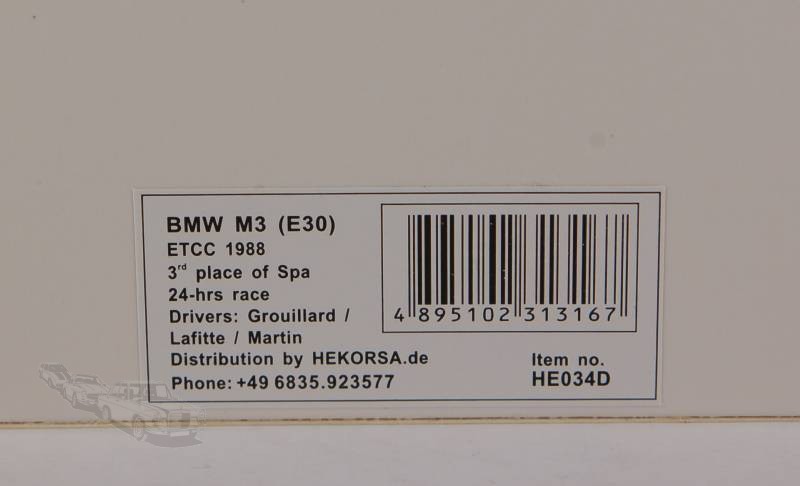 BMW M3 (E30)
ETCC 1988
3rd place of Spa
24-hrs race
Drivers: Grouillard /
Lafitte / Martin
Distribution by HEKORSA.de
Phone: +49 6835.923577
4 895102 313167
Item no.
HE034D